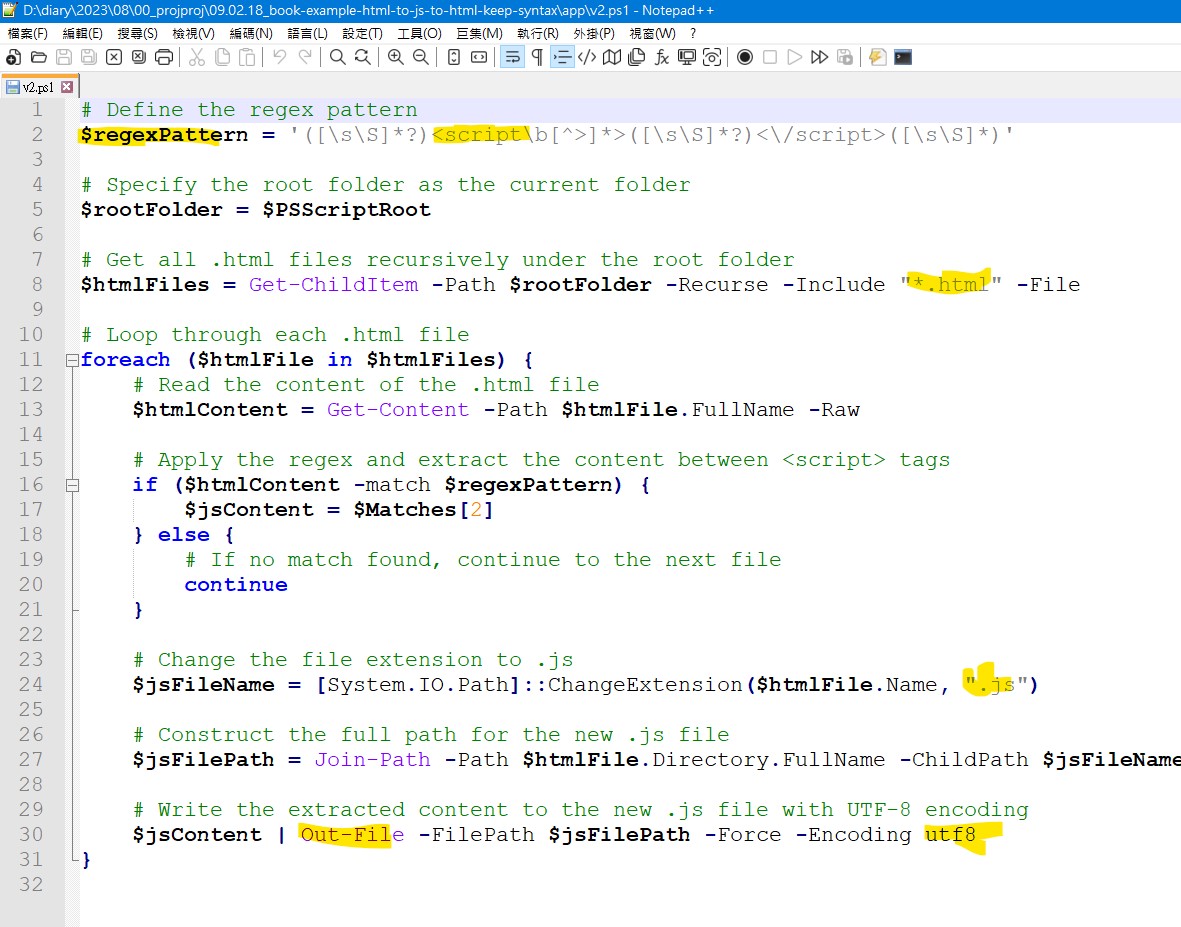 D:\diary\2023\08\00_projproj\09.02.18_book-example-html-to-js-to-html-keep-syntax\app\v2.ps1 - Notepad++
檔案(F) 編輯(E) 搜尋(S) 檢視(V) 編碼(N) 語言(L) 設定(T) 工具(O) 巨集(M) 執行(R) 外掛(P) 視窗(W) ?
v2.ps1
1 # Define the regex pattern
2 $regexPattern = '([\s\S]*?)<script\b[^>]*>([\s\S]*?)<\/script>([\s\S]*)'
3
4 # Specify the root folder as the current folder
5 $rootFolder = $PSScriptRoot
6
7 # Get all .html files recursively under the root folder
8 $htmlFiles = Get-ChildItem -Path $rootFolder -Recurse -Include "*.html" -File
9
10 # Loop through each .html file
11 foreach ($htmlFile in $htmlFiles) {
12     # Read the content of the .html file
13     $htmlContent = Get-Content -Path $htmlFile.FullName -Raw
14
15     # Apply the regex and extract the content between <script> tags
16     if ($htmlContent -match $regexPattern) {
17         $jsContent = $Matches[2]
18     } else {
19         # If no match found, continue to the next file
20         continue
21     }
22
23     # Change the file extension to .js
24     $jsFileName = [System.IO.Path]::ChangeExtension($htmlFile.Name, ".js")
25
26     # Construct the full path for the new .js file
27     $jsFilePath = Join-Path -Path $htmlFile.Directory.FullName -ChildPath $jsFileName
28
29     # Write the extracted content to the new .js file with UTF-8 encoding
30     $jsContent | Out-File -FilePath $jsFilePath -Force -Encoding utf8
31 }
32